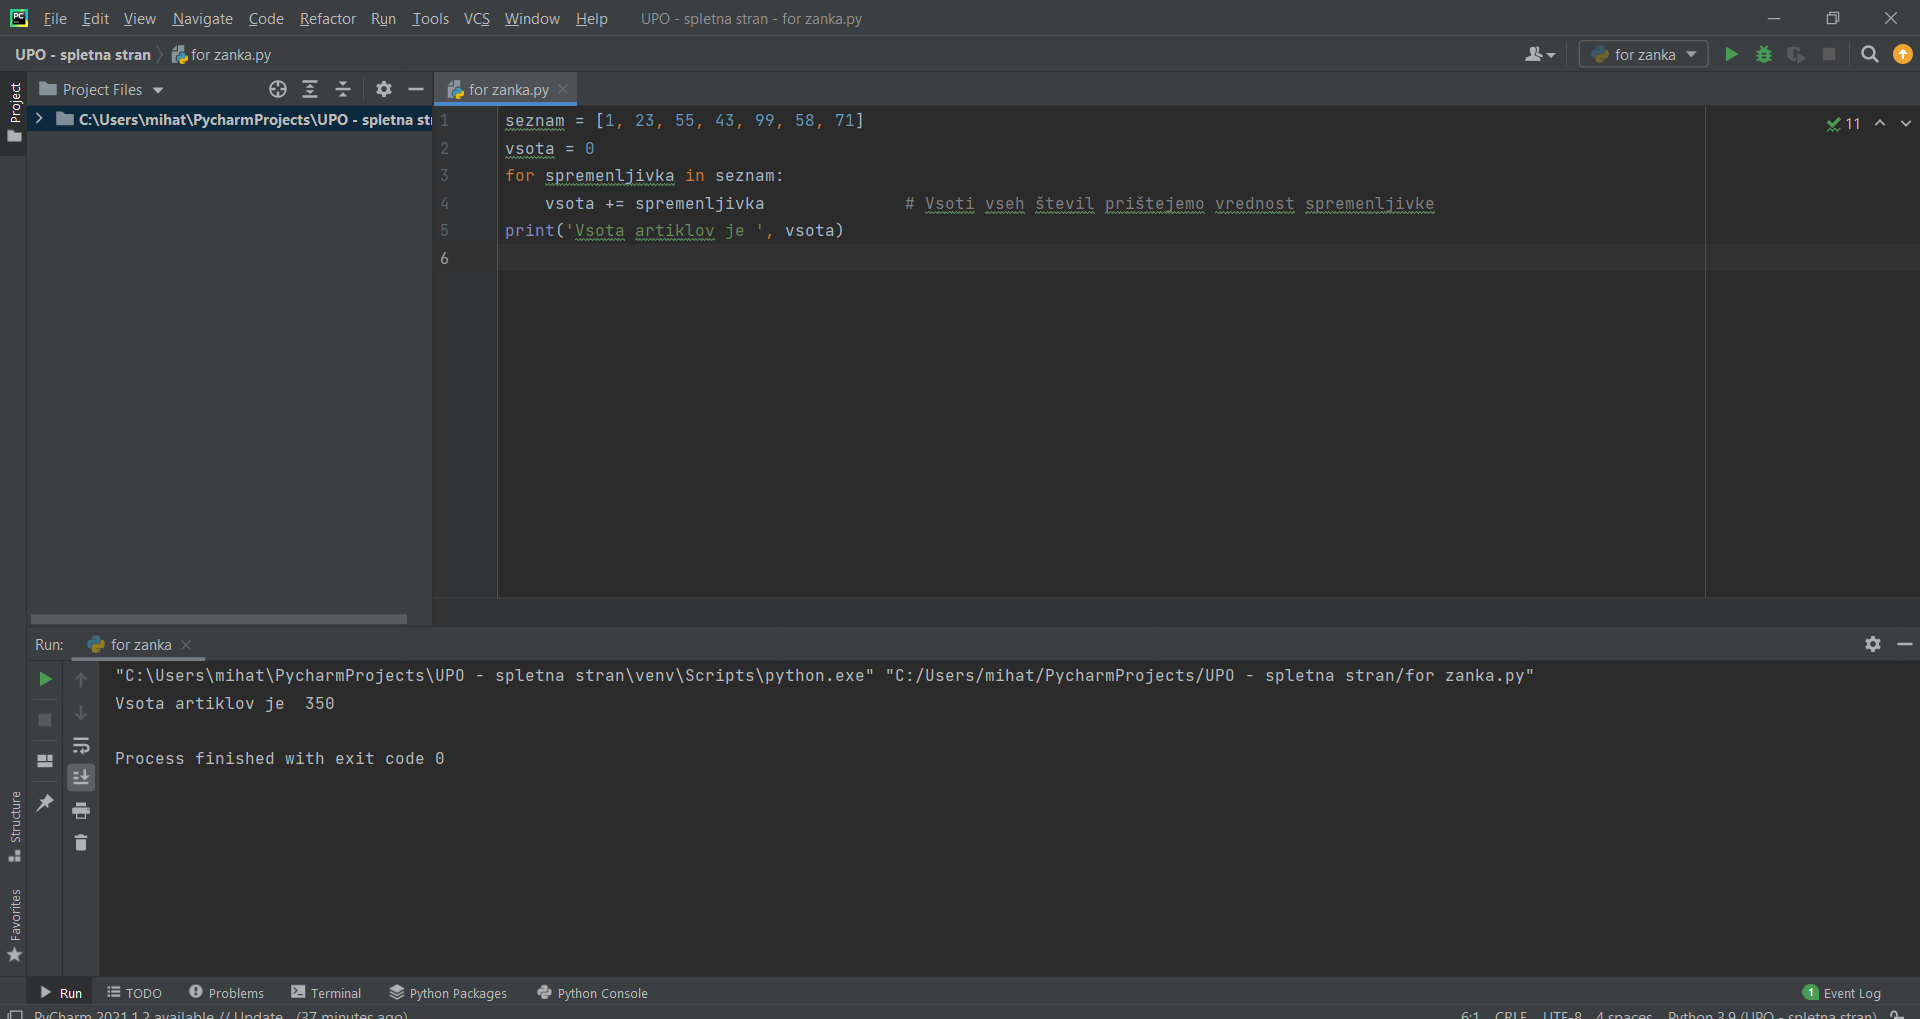 File Edit View Navigate Code Refactor Run Tools VCS Window Help UPO - spletna stran - for zanka.py
UPO - spletna stran for zanka.py for zanka
Project
Project Files
for zanka.py
C:\Users\mihat\PycharmProjects\UPO - spletna str
1 seznam = [1, 23, 55, 43, 99, 58, 71]
11
2 vsota = 0
3 for spremenljivka in seznam:
4 vsota += spremenljivka # Vsoti vseh števil prištejemo vrednost spremenljivke
5 print('Vsota artiklov je ', vsota)
6
Run: for zanka
"C:\Users\mihat\PycharmProjects\UPO - spletna stran\venv\Scripts\python.exe" "C:/Users/mihat/PycharmProjects/UPO - spletna stran/for zanka.py"
Vsota artiklov je  350
Process finished with exit code 0
Structure
Favorites
Run TODO Problems Terminal Python Packages Python Console 1 Event Log
PyCharm 2021.1.2 available // Update... (37 minutes ago) 6:1 CRLF UTF-8 4 spaces Python 3.9 (UPO - spletna stran)